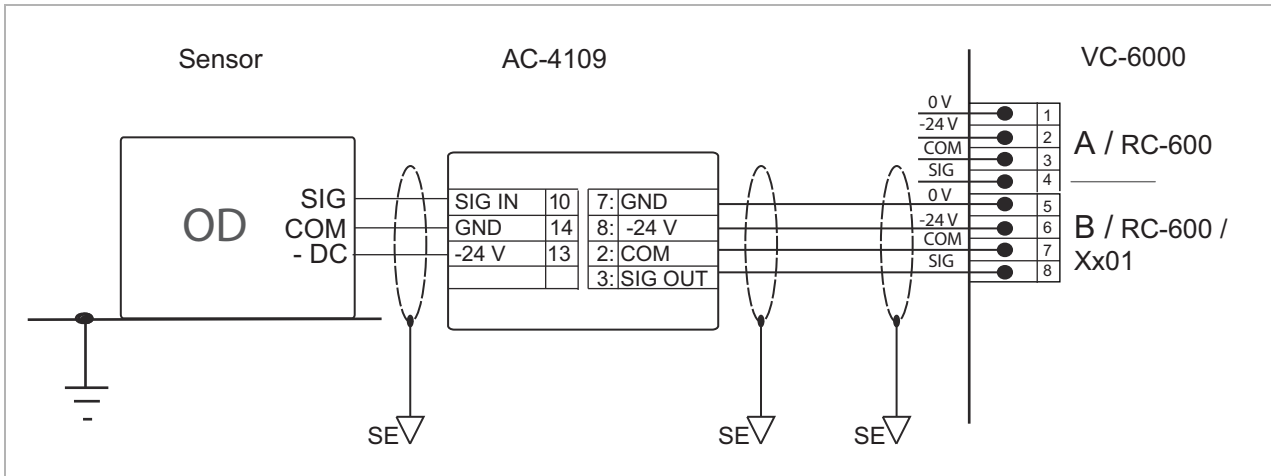 Sensor
AC-4109
VC-6000
OD
SIG
COM
- DC
SIG IN 10
GND 14
-24 V 13
7: GND
8: -24 V
2: COM
3: SIG OUT
0 V 1
-24 V 2
COM 3
SIG 4
A / RC-600
0 V 5
-24 V 6
COM 7
SIG 8
B / RC-600 /
Xx01
SE
SE
SE